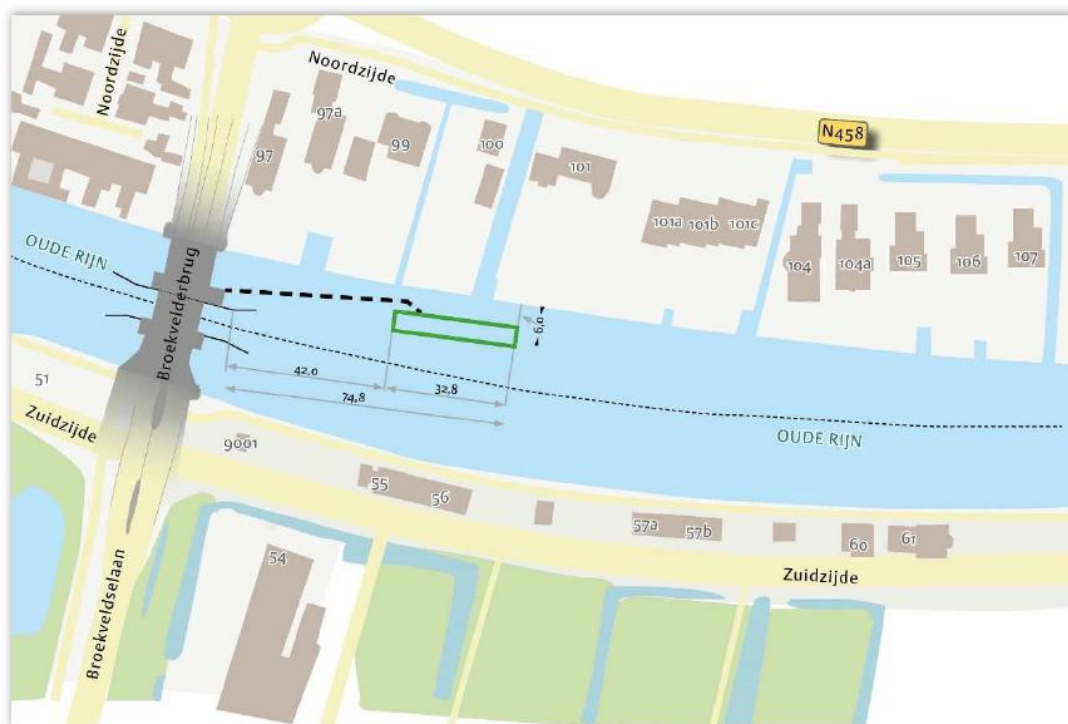 Noordzijde
Noordzijde
N458
97
97a
99
100
101
101a
101b
101c
104
104a
105
106
107
OUDE RIJN
Broekvelderbrug
6,0
42,0
32,8
74,8
OUDE RIJN
51
Zuidzijde
9001
55
56
57a
57b
60
61
54
Zuidzijde
Broekveldselaan